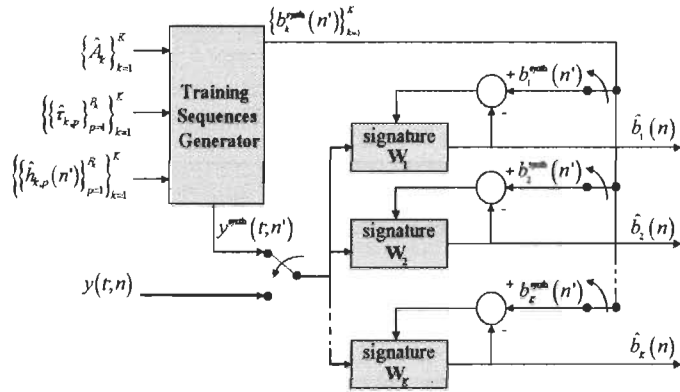 {b_k^synth(n')}_{k=1}^K
{Â_k}_{k=1}^K
{{τ̂_{k,p}}_{p=1}^{P_k}}_{k=1}^K
{{ĥ_{k,p}(n')}_{p=1}^{P_k}}_{k=1}^K
Training
Sequences
Generator
+ b_1^synth(n')
-
signature
W_1
b̂_1(n)
+ b_2^synth(n')
-
signature
W_2
b̂_2(n)
y^synth(t;n')
y(t;n)
+ b_K^synth(n')
-
signature
W_K
b̂_K(n)